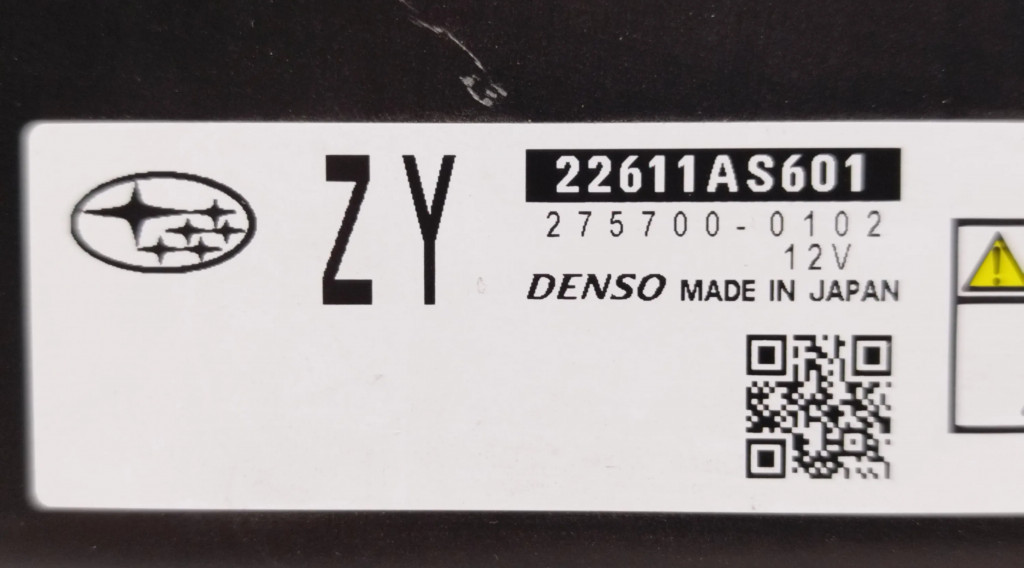 ZY
22611AS601
275700-0102
12V
DENSO MADE IN JAPAN